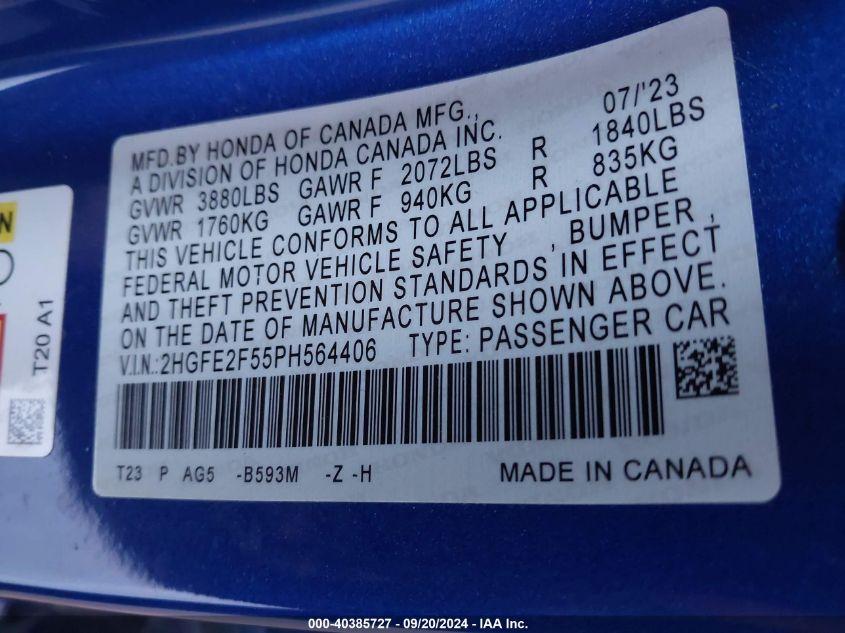 MFD.BY HONDA OF CANADA MFG., 07/'23
A DIVISION OF HONDA CANADA INC.
GVWR 3880LBS GAWR F 2072LBS R 1840LBS
GVWR 1760KG GAWR F 940KG R 835KG
THIS VEHICLE CONFORMS TO ALL APPLICABLE
FEDERAL MOTOR VEHICLE SAFETY , BUMPER ,
AND THEFT PREVENTION STANDARDS IN EFFECT
ON THE DATE OF MANUFACTURE SHOWN ABOVE.
V.I.N.:2HGFE2F55PH564406 TYPE: PASSENGER CAR
T23 P AG5 -B593M -Z -H MADE IN CANADA
T20 A1
000-40385727 - 09/20/2024 - IAA Inc.